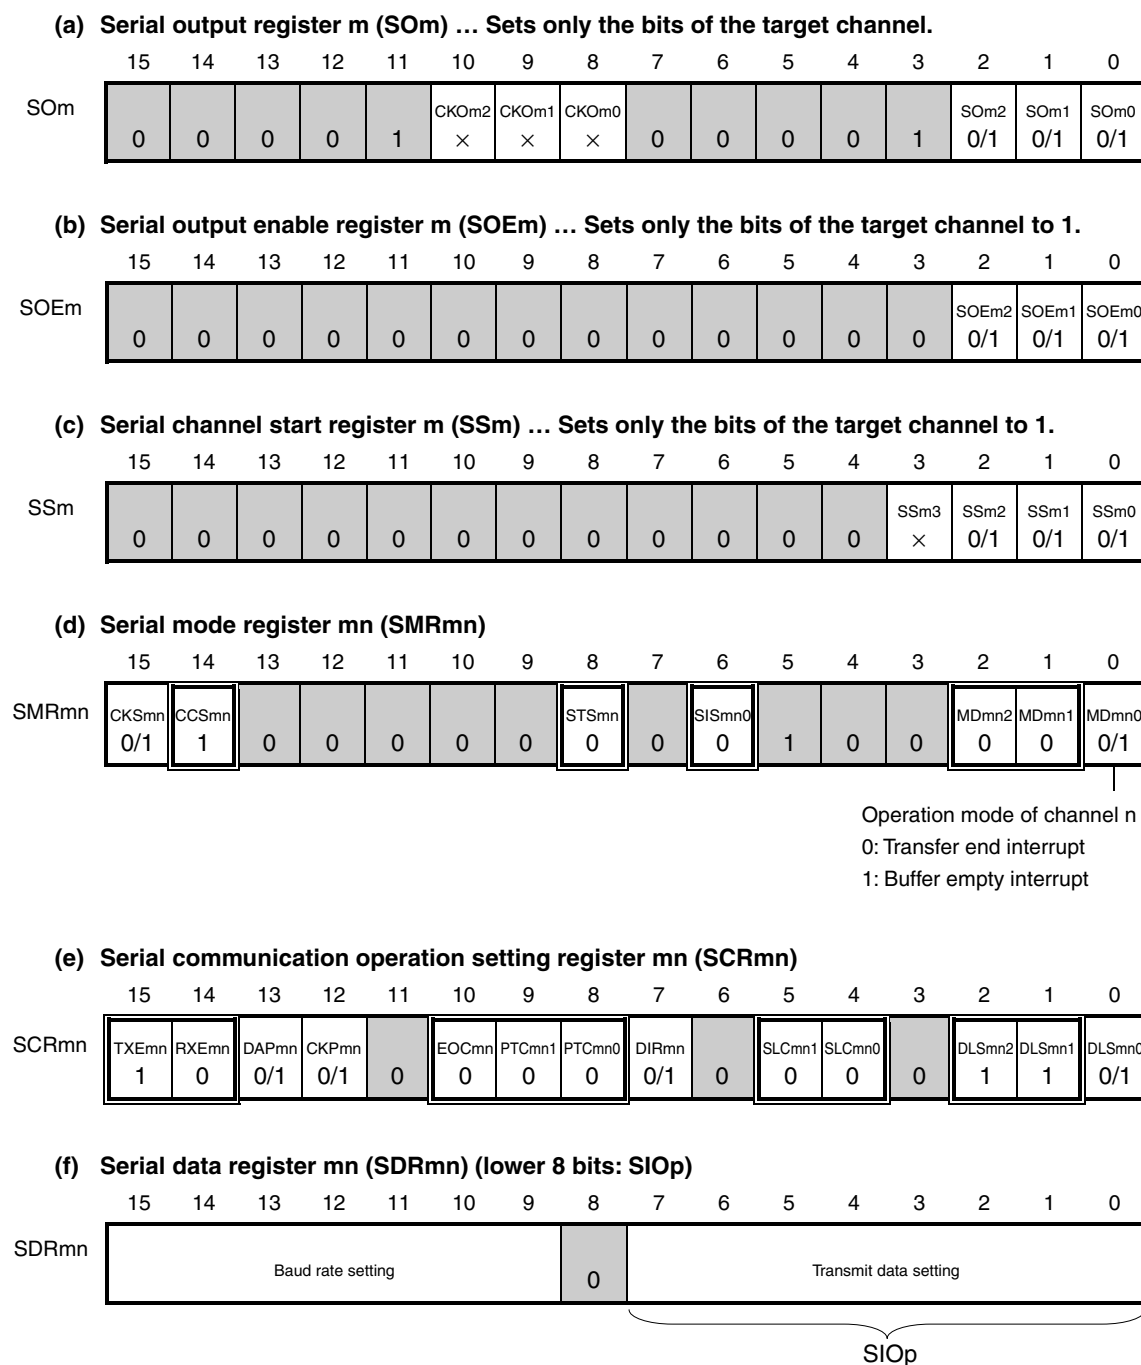 (a) Serial output register m (SOm) … Sets only the bits of the target channel.
15 14 13 12 11 10 9 8 7 6 5 4 3 2 1 0
SOm
CKOm2 CKOm1 CKOm0 SOm2 SOm1 SOm0
0 0 0 0 1 × × × 0 0 0 0 1 0/1 0/1 0/1
(b) Serial output enable register m (SOEm) … Sets only the bits of the target channel to 1.
15 14 13 12 11 10 9 8 7 6 5 4 3 2 1 0
SOEm
SOEm2 SOEm1 SOEm0
0 0 0 0 0 0 0 0 0 0 0 0 0 0/1 0/1 0/1
(c) Serial channel start register m (SSm) … Sets only the bits of the target channel to 1.
15 14 13 12 11 10 9 8 7 6 5 4 3 2 1 0
SSm
SSm3 SSm2 SSm1 SSm0
0 0 0 0 0 0 0 0 0 0 0 0 × 0/1 0/1 0/1
(d) Serial mode register mn (SMRmn)
15 14 13 12 11 10 9 8 7 6 5 4 3 2 1 0
SMRmn
CKSmn CCSmn STSmn SISmn0 MDmn2 MDmn1 MDmn0
0/1 1 0 0 0 0 0 0 0 0 1 0 0 0 0 0/1
Operation mode of channel n
0: Transfer end interrupt
1: Buffer empty interrupt
(e) Serial communication operation setting register mn (SCRmn)
15 14 13 12 11 10 9 8 7 6 5 4 3 2 1 0
SCRmn
TXEmn RXEmn DAPmn CKPmn EOCmn PTCmn1 PTCmn0 DIRmn SLCmn1 SLCmn0 DLSmn2 DLSmn1 DLSmn0
1 0 0/1 0/1 0 0 0 0 0/1 0 0 0 0 1 1 0/1
(f) Serial data register mn (SDRmn) (lower 8 bits: SIOp)
15 14 13 12 11 10 9 8 7 6 5 4 3 2 1 0
SDRmn
Baud rate setting 0 Transmit data setting
SIOp